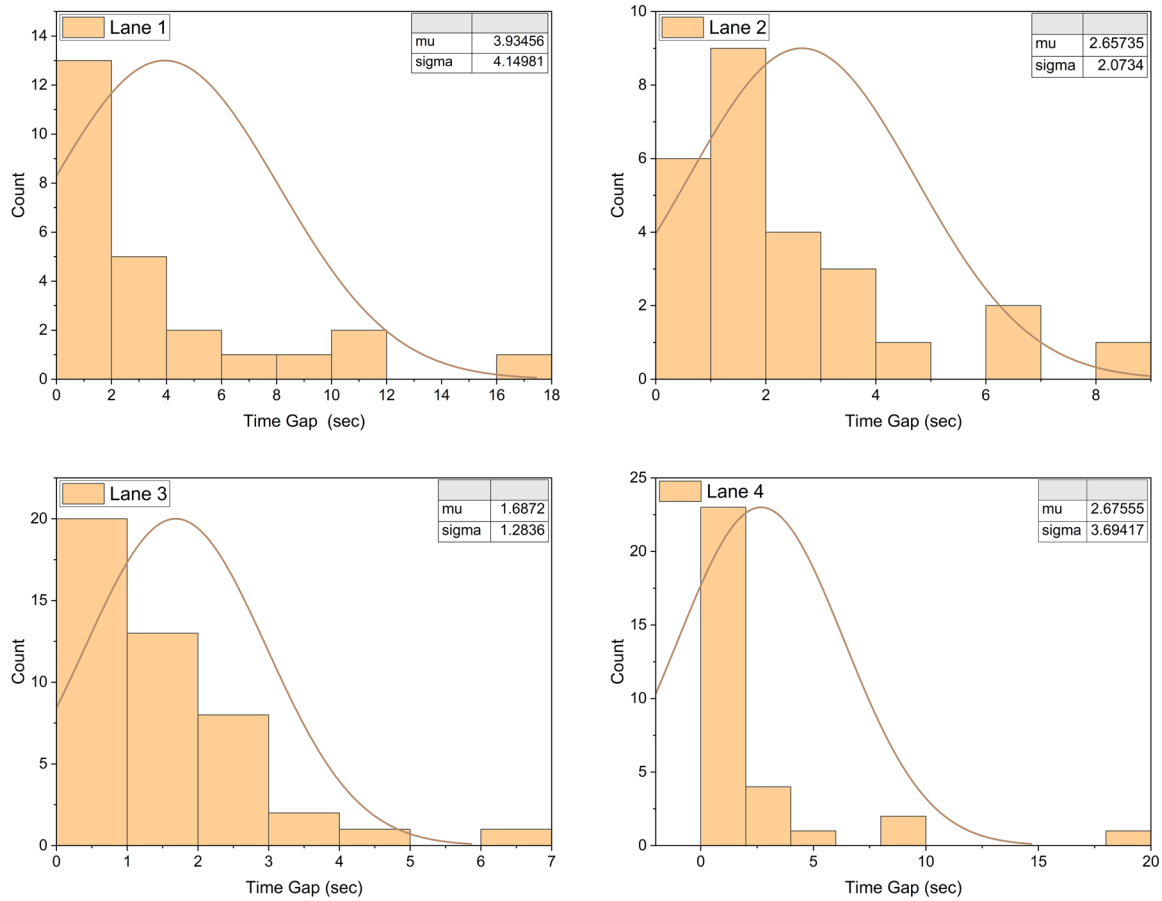 Lane 1
mu 3.93456
sigma 4.14981
14
12
10
8
6
4
2
0
Count
0 2 4 6 8 10 12 14 16 18
Time Gap (sec)
Lane 2
mu 2.65735
sigma 2.0734
10
8
6
4
2
0
Count
0 2 4 6 8
Time Gap (sec)
Lane 3
mu 1.6872
sigma 1.2836
20
15
10
5
0
Count
0 1 2 3 4 5 6 7
Time Gap (sec)
Lane 4
mu 2.67555
sigma 3.69417
25
20
15
10
5
0
Count
0 5 10 15 20
Time Gap (sec)